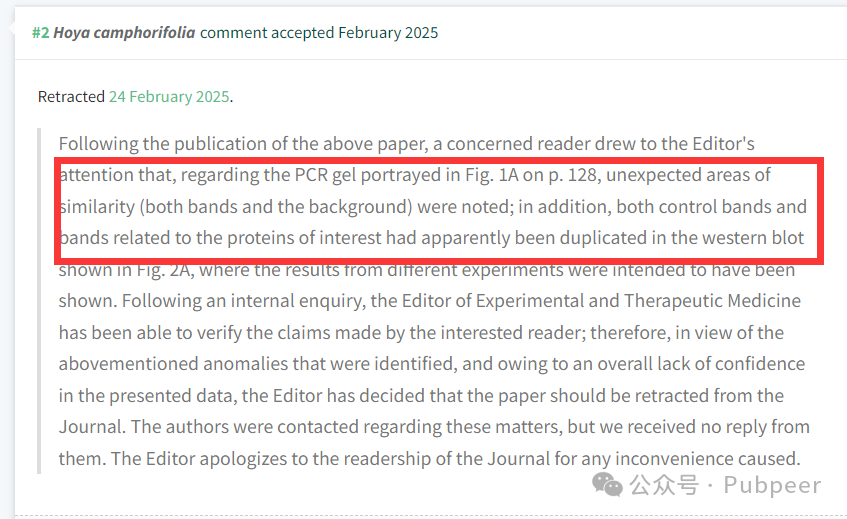 #2 Hoya camphorifolia comment accepted February 2025
Retracted 24 February 2025.
Following the publication of the above paper, a concerned reader drew to the Editor's
attention that, regarding the PCR gel portrayed in Fig. 1A on p. 128, unexpected areas of
similarity (both bands and the background) were noted; in addition, both control bands and
bands related to the proteins of interest had apparently been duplicated in the western blot
shown in Fig. 2A, where the results from different experiments were intended to have been
shown. Following an internal enquiry, the Editor of Experimental and Therapeutic Medicine
has been able to verify the claims made by the interested reader; therefore, in view of the
abovementioned anomalies that were identified, and owing to an overall lack of confidence
in the presented data, the Editor has decided that the paper should be retracted from the
Journal. The authors were contacted regarding these matters, but we received no reply from
them. The Editor apologizes to the readership of the Journal for any inconvenience caused.
公众号 · Pubpeer